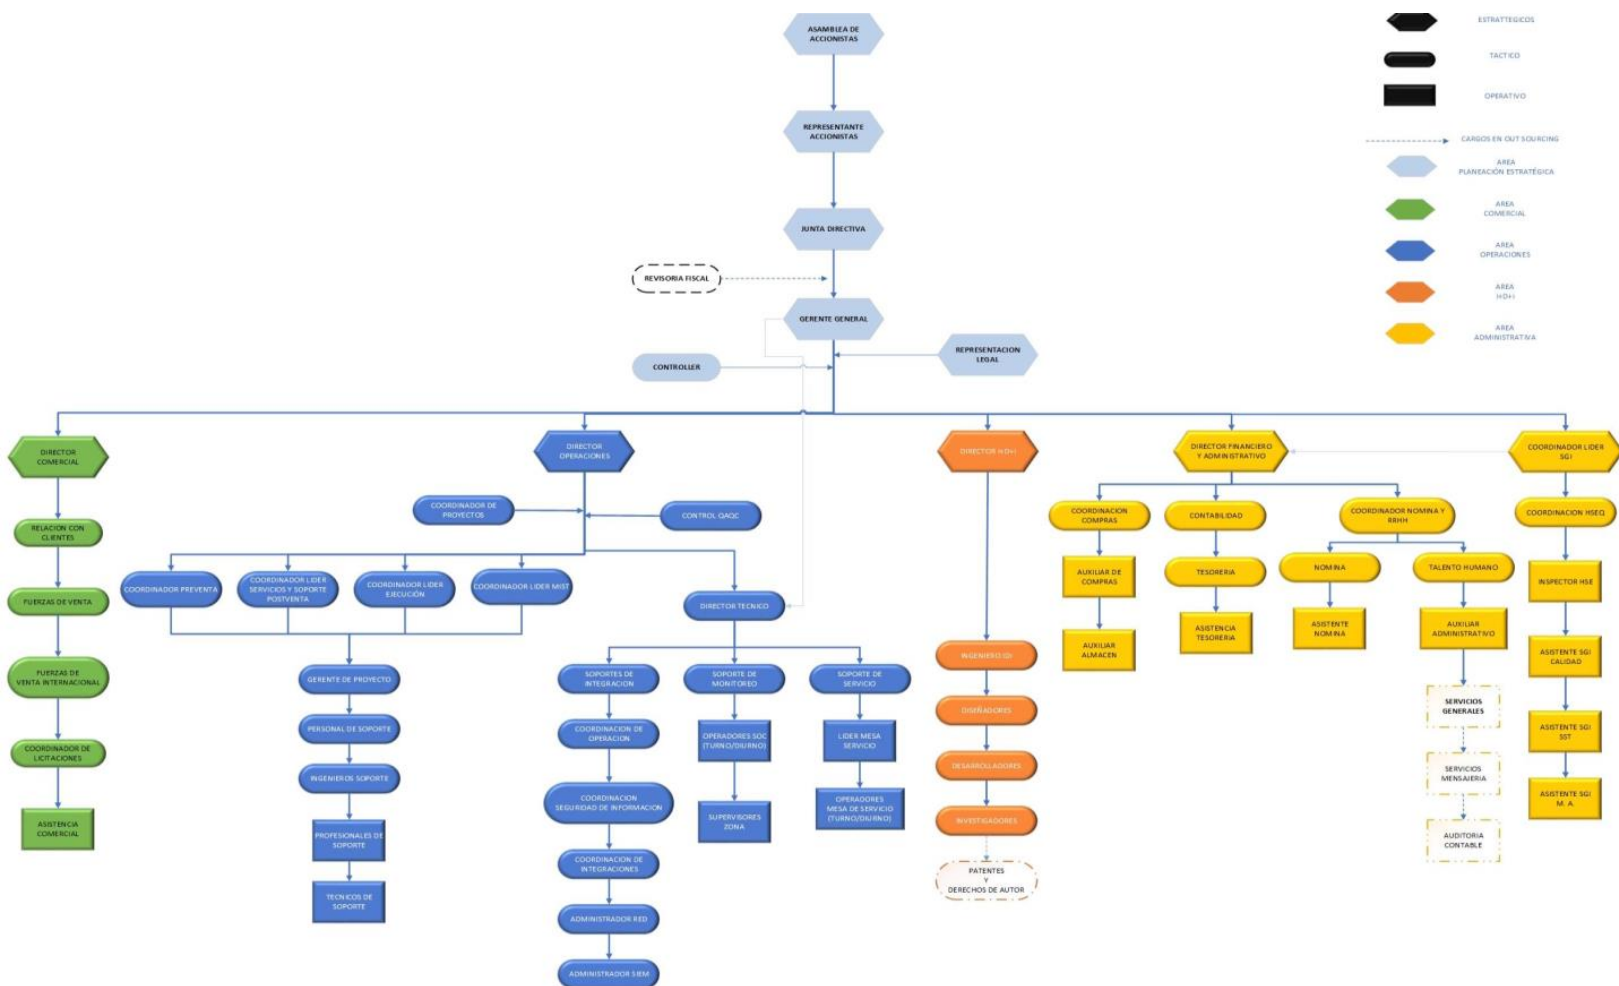 ASAMBLEA DE
ACCIONISTAS
REPRESENTANTE
ACCIONISTAS
JUNTA DIRECTIVA
REVISORIA FISCAL
GERENTE GENERAL
REPRESENTACION
LEGAL
CONTROLLER
ESTRATTEGICOS
TACTICO
OPERATIVO
CARGOS EN OUT SOURCING
AREA
PLANEACIÓN ESTRATÉGICA
AREA
COMERCIAL
AREA
OPERACIONES
AREA
I+D+i
AREA
ADMINISTRATIVA
DIRECTOR
COMERCIAL
RELACION CON
CLIENTES
FUERZAS DE VENTA
FUERZAS DE
VENTA INTERNACIONAL
COORDINADOR DE
LICITACIONES
ASISTENCIA
COMERCIAL
DIRECTOR
OPERACIONES
COORDINADOR DE
PROYECTOS
CONTROL QAQC
COORDINADOR PREVENTA
COORDINADOR LIDER
SERVICIOS Y SOPORTE
POSTVENTA
COORDINADOR LIDER
EJECUCIÓN
COORDINADOR LIDER MIST
GERENTE DE PROYECTO
PERSONAL DE SOPORTE
INGENIEROS SOPORTE
PROFESIONALES DE
SOPORTE
TECNICOS DE
SOPORTE
DIRECTOR TECNICO
SOPORTES DE
INTEGRACION
COORDINACION DE
OPERACION
COORDINACION
SEGURIDAD DE INFORMACION
COORDINACION DE
INTEGRACIONES
ADMINISTRADOR RED
ADMINISTRADOR SIEM
SOPORTE DE
MONITOREO
OPERADORES SOC
(TURNO/DIURNO)
SUPERVISORES
ZONA
SOPORTE DE
SERVICIO
LIDER MESA
SERVICIO
OPERADORES
MESA DE SERVICIO
(TURNO/DIURNO)
DIRECTOR I+D+i
INGENIERO
DISEÑADORES
DESARROLLADORES
INVESTIGADORES
PATENTES
Y
DERECHOS DE AUTOR
DIRECTOR FINANCIERO
Y ADMINISTRATIVO
COORDINACION
COMPRAS
AUXILIAR DE
COMPRAS
AUXILIAR
ALMACEN
CONTABILIDAD
TESORERIA
ASISTENCIA
TESORERIA
COORDINADOR NOMINA Y
RRHH
NOMINA
ASISTENTE
NOMINA
TALENTO HUMANO
AUXILIAR
ADMINISTRATIVO
SERVICIOS
GENERALES
SERVICIOS
MENSAJERIA
AUDITORIA
CONTABLE
COORDINADOR LIDER
SGI
COORDINACION HSEQ
INSPECTOR HSE
ASISTENTE SGI
CALIDAD
ASISTENTE SGI
SST
ASISTENTE SGI
M. A.